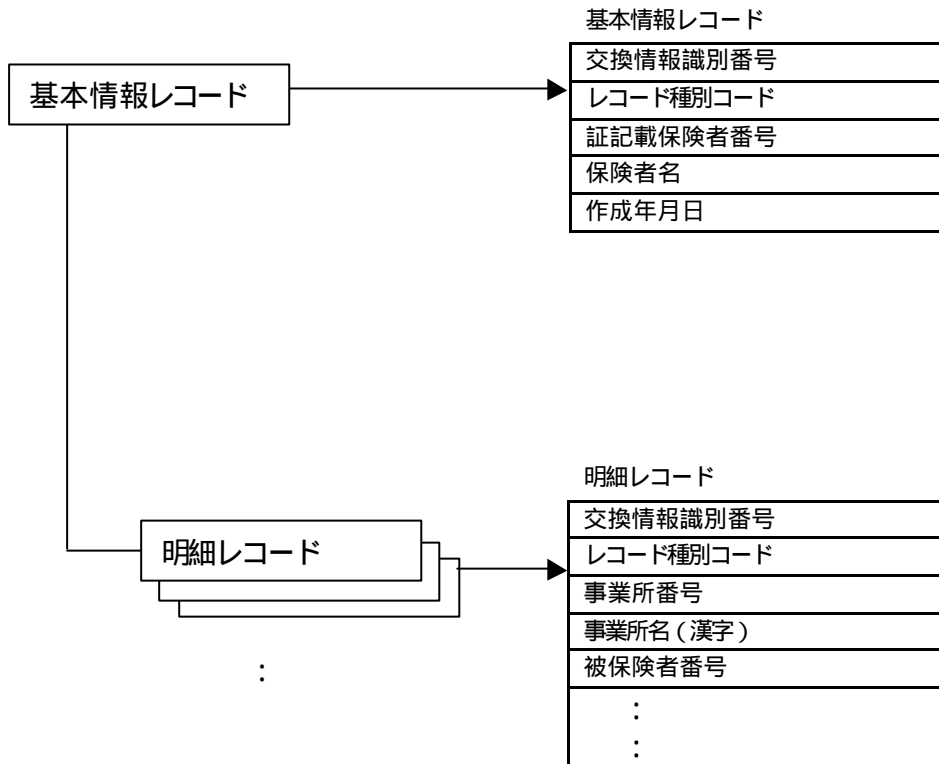 基本情報レコード
基本情報レコード
交換情報識別番号
レコード種別コード
証記載保険者番号
保険者名
作成年月日
明細レコード
明細レコード
交換情報識別番号
レコード種別コード
事業所番号
事業所名(漢字)
被保険者番号
:
:
: